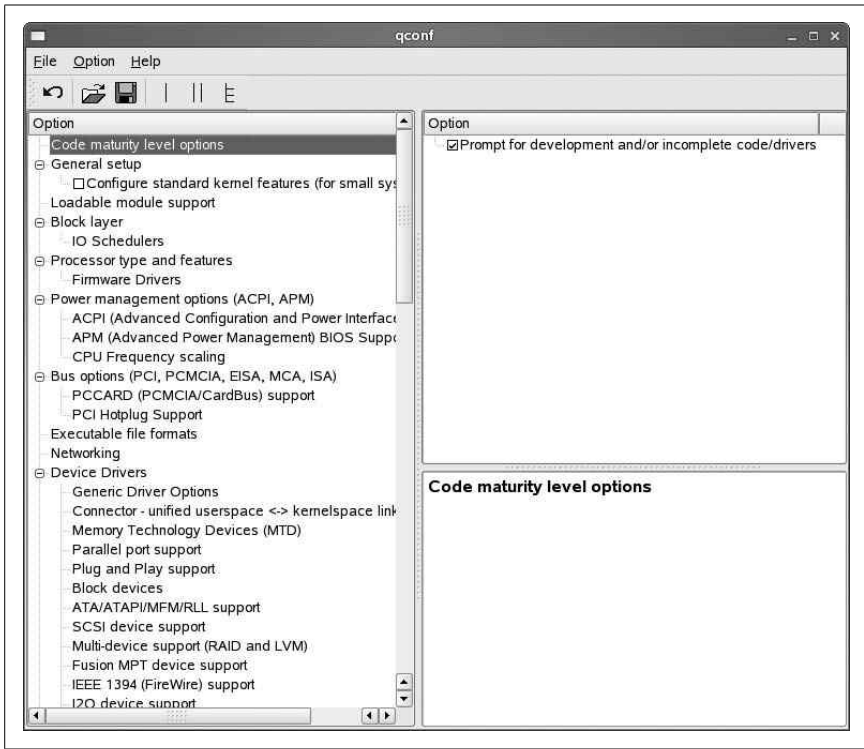 qconf
File Option Help
Option
Code maturity level options
General setup
Configure standard kernel features (for small sys
Loadable module support
Block layer
IO Schedulers
Processor type and features
Firmware Drivers
Power management options (ACPI, APM)
ACPI (Advanced Configuration and Power Interface
APM (Advanced Power Management) BIOS Suppo
CPU Frequency scaling
Bus options (PCI, PCMCIA, EISA, MCA, ISA)
PCCARD (PCMCIA/CardBus) support
PCI Hotplug Support
Executable file formats
Networking
Device Drivers
Generic Driver Options
Connector - unified userspace <-> kernelspace link
Memory Technology Devices (MTD)
Parallel port support
Plug and Play support
Block devices
ATA/ATAPI/MFM/RLL support
SCSI device support
Multi-device support (RAID and LVM)
Fusion MPT device support
IEEE 1394 (FireWire) support
I2O device support
Option
Prompt for development and/or incomplete code/drivers
Code maturity level options